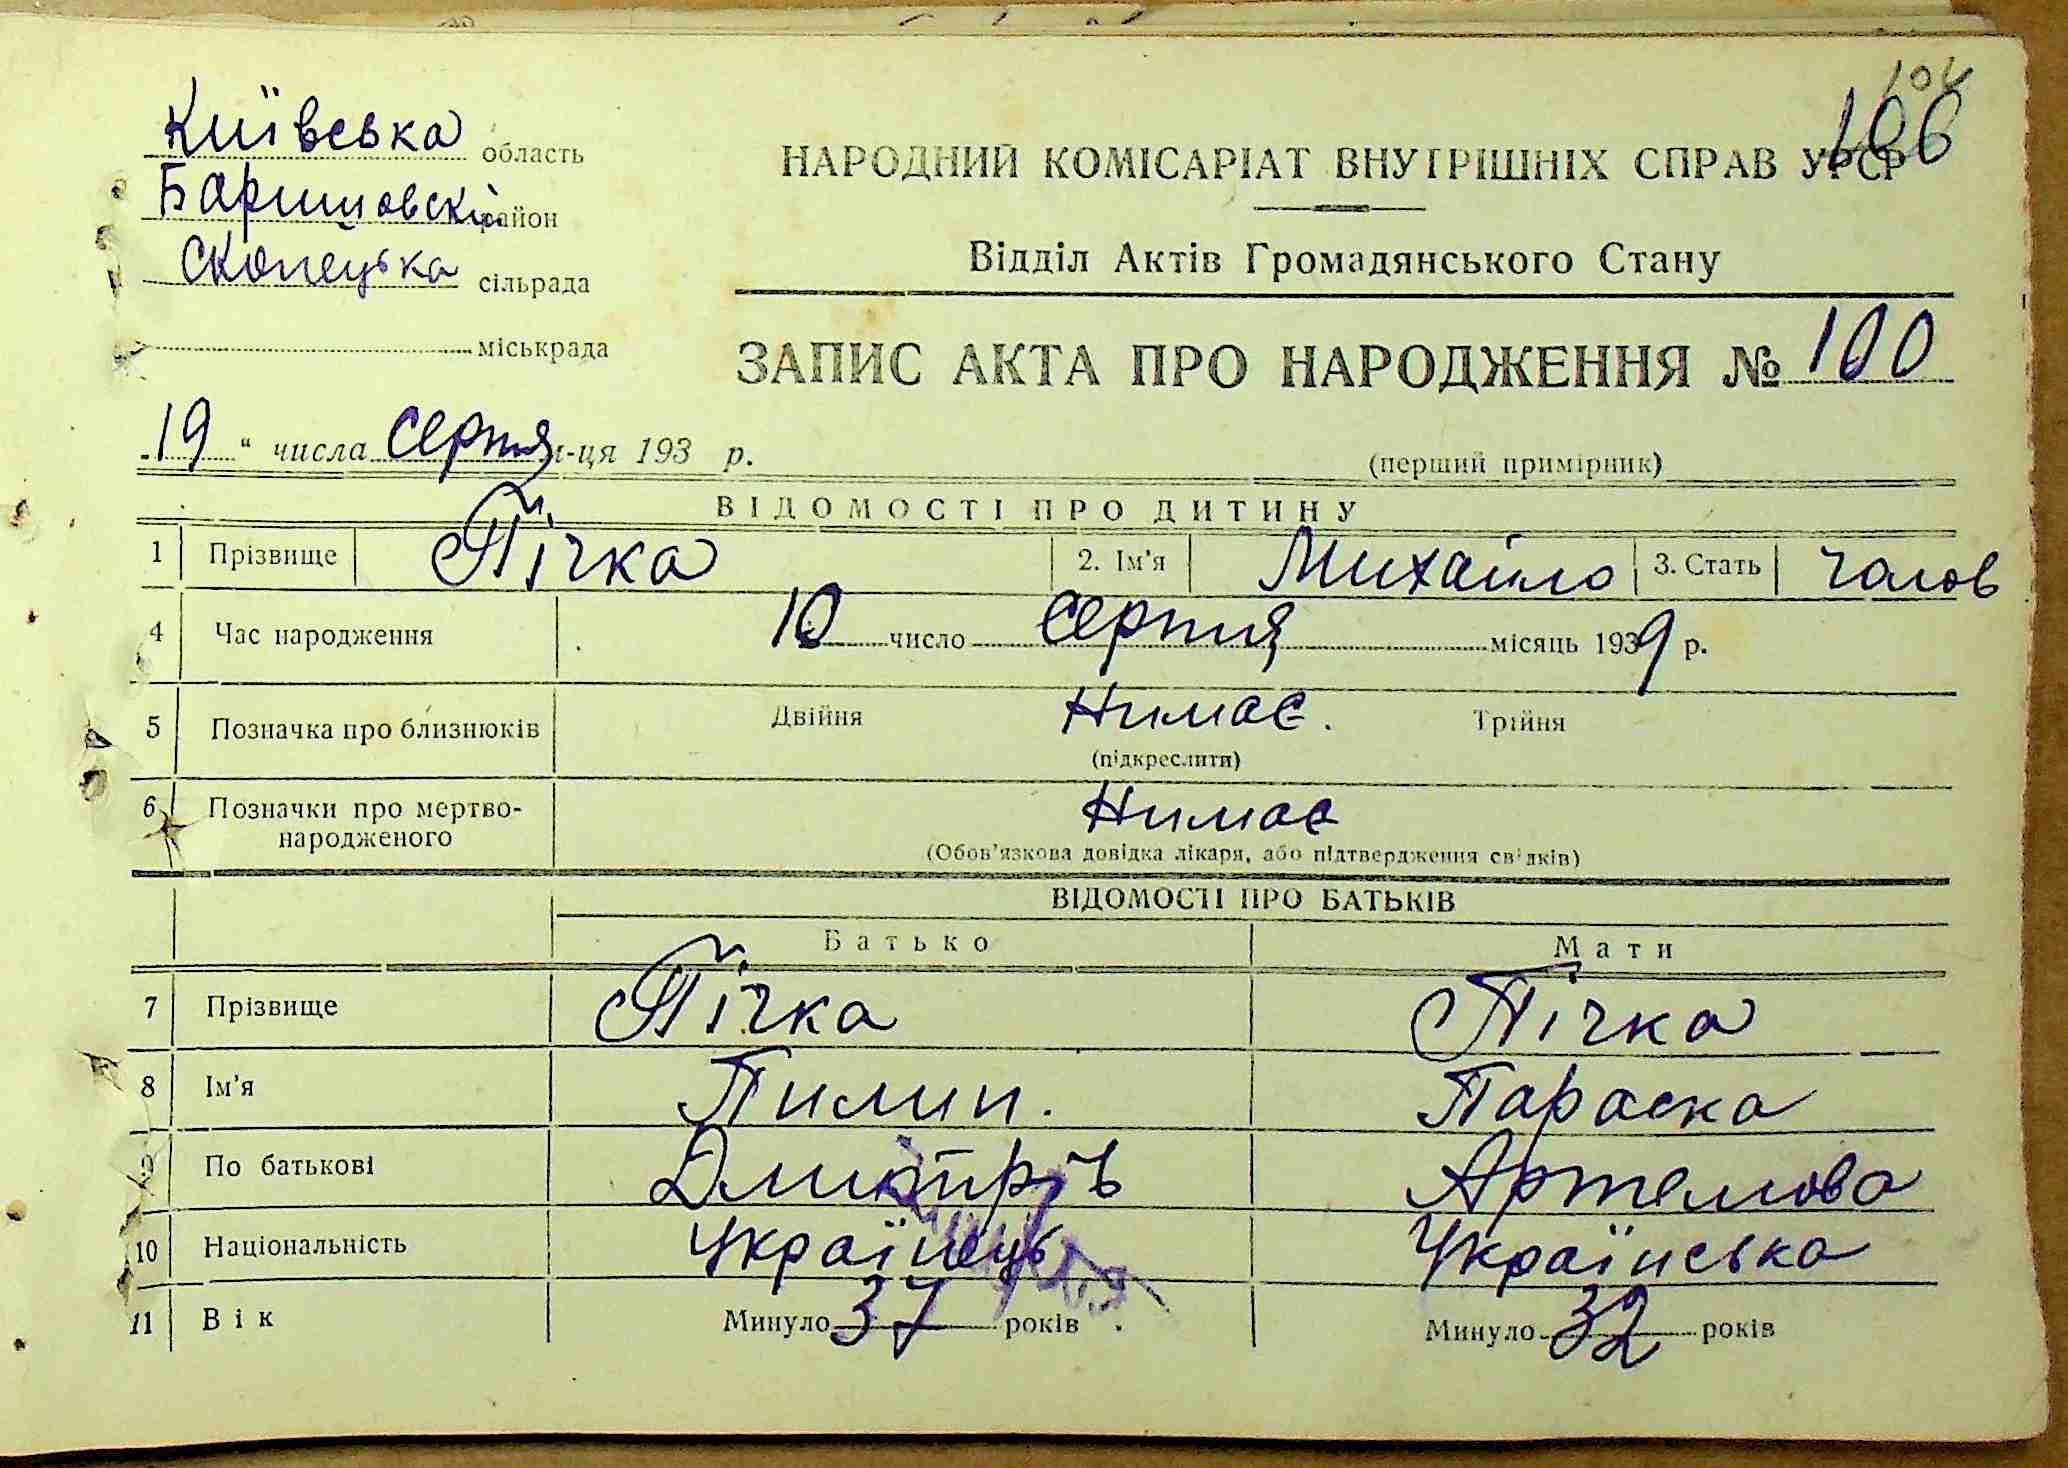 104
106
Київська область
Баришовскій район
Скопецька сільрада
міськрада
НАРОДНИЙ КОМІСАРІАТ ВНУТРІШНІХ СПРАВ УРСР
Відділ Актів Громадянського Стану
ЗАПИС АКТА ПРО НАРОДЖЕННЯ № 100
„19" числа серпня м-ця 193 р.
(перший примірник)
ВІДОМОСТІ ПРО ДИТИНУ
1 Прізвище Пічка 2. Ім'я Михайло 3. Стать чолов
4 Час народження 10 число серпня місяць 1939 р.
5 Позначка про близнюків Двійня Нимає. Трійня
(підкреслити)
6 Позначки про мертво-
народженого Нимає
(Обов'язкова довідка лікаря, або підтвердження свідків)
ВІДОМОСТІ ПРО БАТЬКІВ
Батько Мати
7 Прізвище Пічка Пічка
8 Ім'я Пилип. Параска
9 По батькові Дмитрів Артемова
10 Національність Українець Українська
11 Вік Минуло 37 років Минуло 32 років